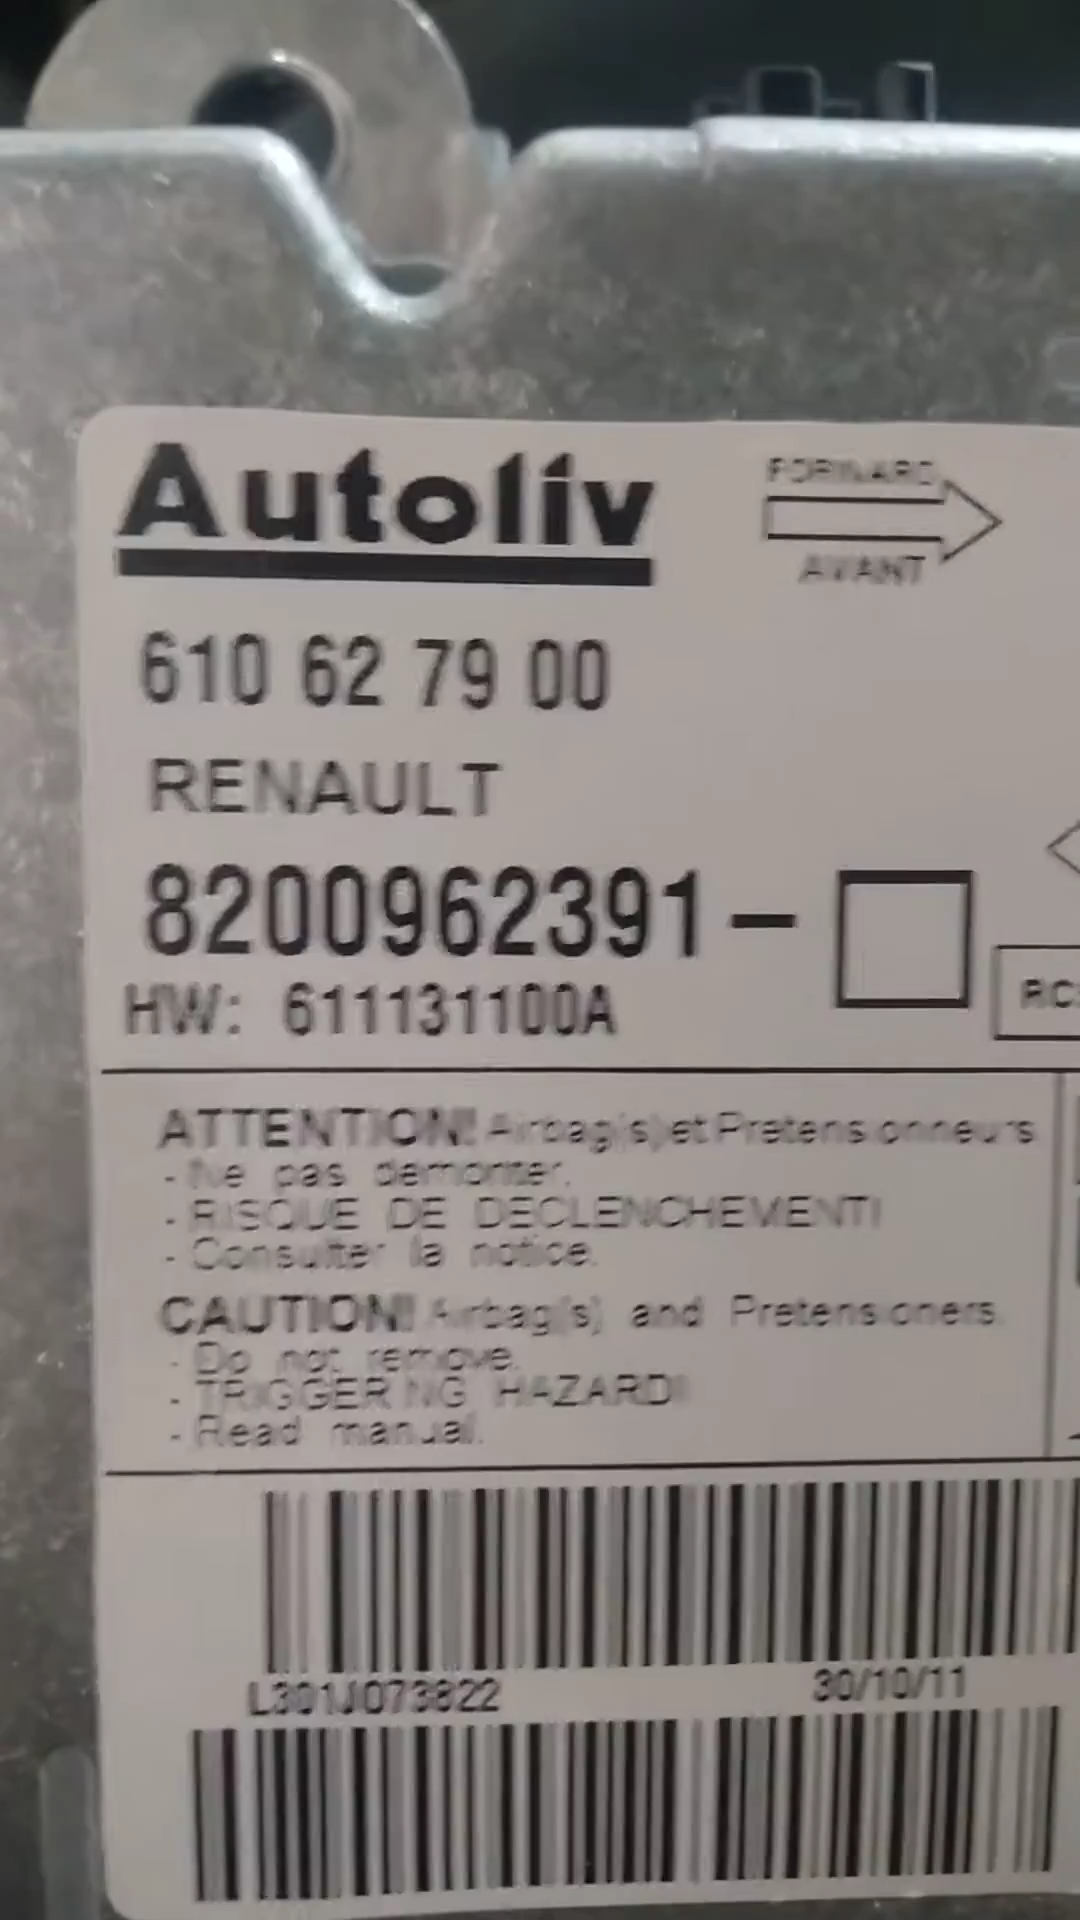 Autoliv
FORWARD
AVANT
610 62 79 00
RENAULT
8200962391-
HW: 611131100A
RC
ATTENTION! Airbag(s) et Pretensionneurs
- Ne pas demonter.
- RISQUE DE DECLENCHEMENT!
- Consulter la notice.
CAUTION! Airbag(s) and Pretensioners.
- Do not remove.
- TRIGGERING HAZARD!
- Read manual.
L301J073822
30/10/11